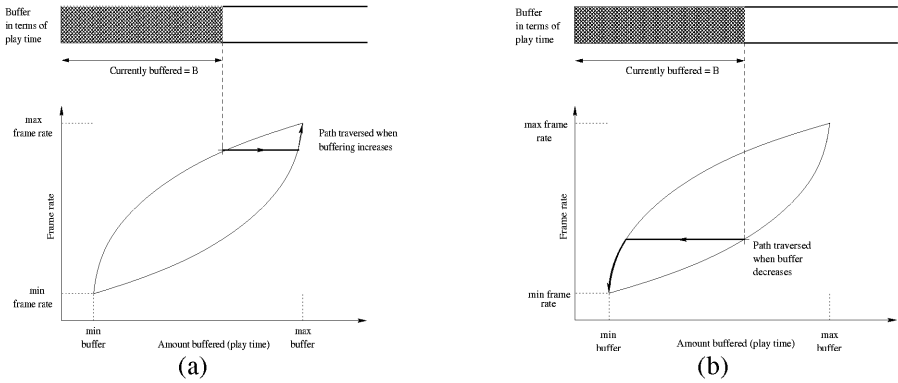 Buffer
in terms of
play time
Currently buffered = B
max
frame rate
Path traversed when
buffering increases
Frame rate
min
frame rate
min
buffer
Amount buffered (play time)
max
buffer
(a)
Buffer
in terms of
play time
Currently buffered = B
max frame
rate
Frame rate
Path traversed
when buffer
decreases
min frame
rate
min
buffer
Amount buffered (play time)
max
buffer
(b)